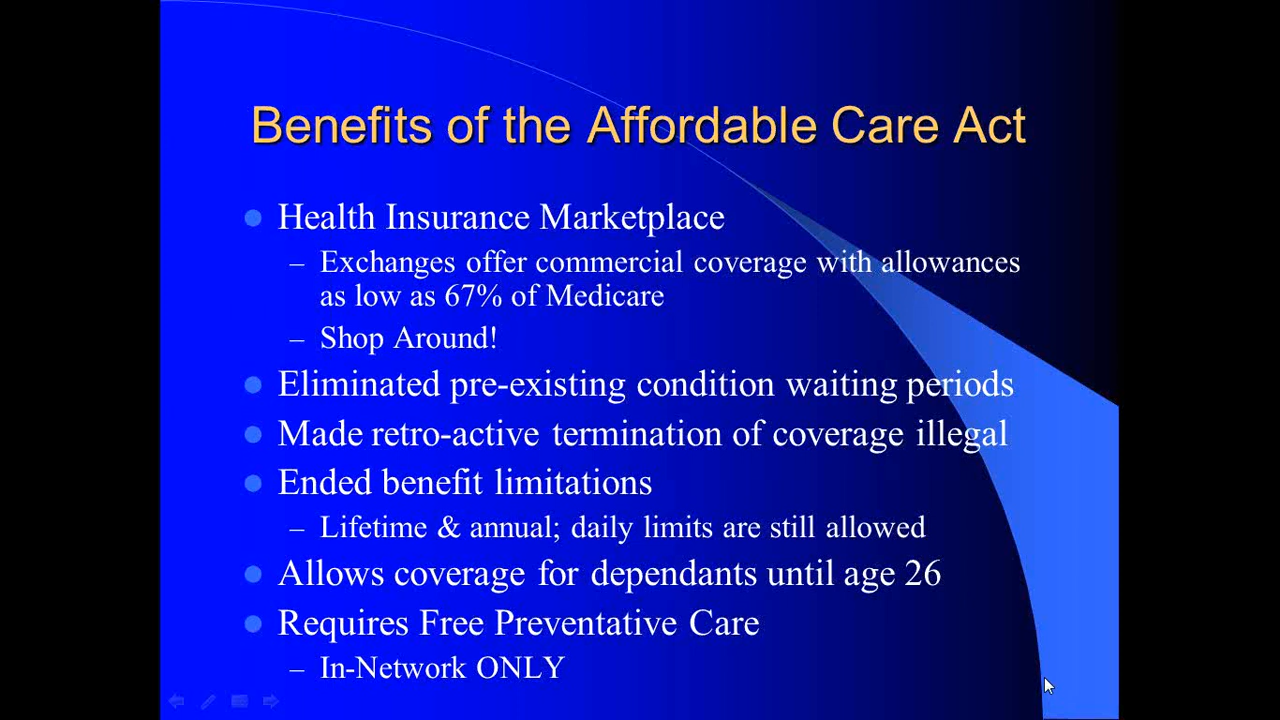 Benefits of the Affordable Care Act
Health Insurance Marketplace
– Exchanges offer commercial coverage with allowances
as low as 67% of Medicare
– Shop Around!
Eliminated pre-existing condition waiting periods
Made retro-active termination of coverage illegal
Ended benefit limitations
– Lifetime & annual; daily limits are still allowed
Allows coverage for dependants until age 26
Requires Free Preventative Care
– In-Network ONLY